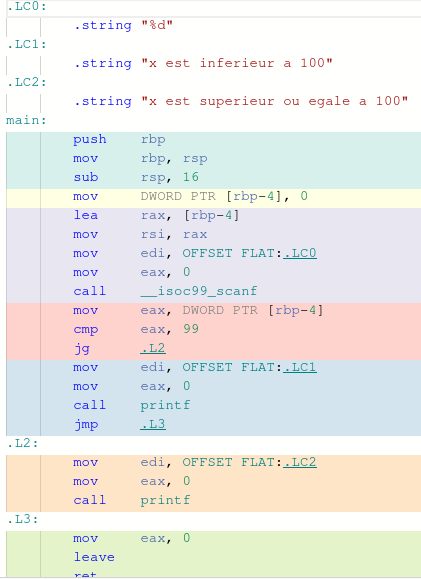 .LC0:
.string "%d"
.LC1:
.string "x est inferieur a 100"
.LC2:
.string "x est superieur ou egale a 100"
main:
push rbp
mov rbp, rsp
sub rsp, 16
mov DWORD PTR [rbp-4], 0
lea rax, [rbp-4]
mov rsi, rax
mov edi, OFFSET FLAT:.LC0
mov eax, 0
call __isoc99_scanf
mov eax, DWORD PTR [rbp-4]
cmp eax, 99
jg .L2
mov edi, OFFSET FLAT:.LC1
mov eax, 0
call printf
jmp .L3
.L2:
mov edi, OFFSET FLAT:.LC2
mov eax, 0
call printf
.L3:
mov eax, 0
leave
ret